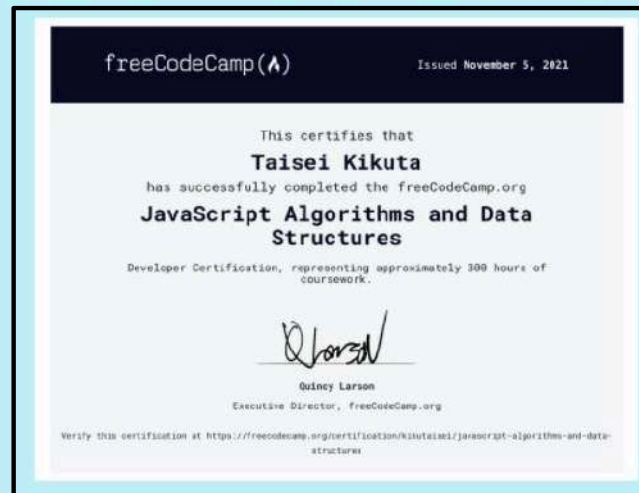 freeCodeCamp(🔥)
Issued November 5, 2021
This certifies that
Taisei Kikuta
has successfully completed the freeCodeCamp.org
JavaScript Algorithms and Data
Structures
Developer Certification, representing approximately 300 hours of
coursework.
QLarson
Quincy Larson
Executive Director, freeCodeCamp.org
Verify this certification at https://freecodecamp.org/certification/kikutaisei/javascript-algorithms-and-data-
structures